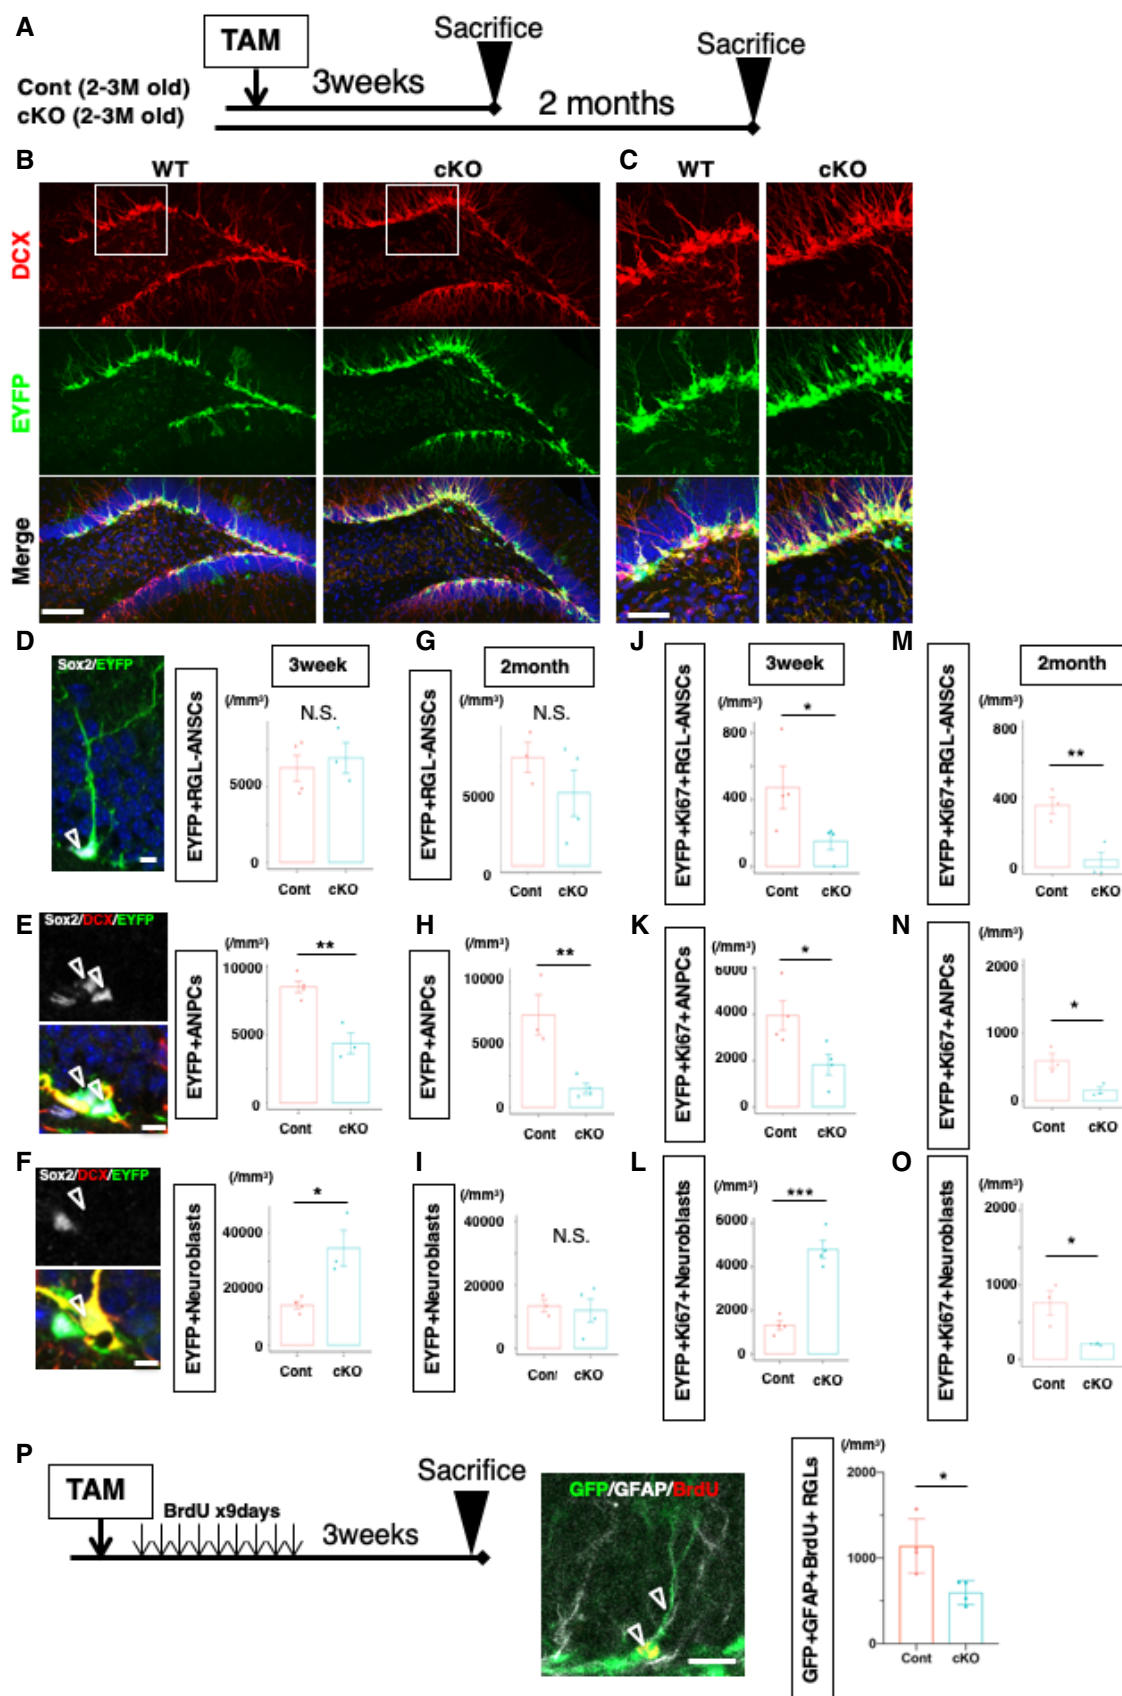 A
TAM
Sacrifice
Sacrifice
Cont (2-3M old)
cKO (2-3M old)
3weeks
2 months
B
WT
cKO
C
WT
cKO
DCX
EYFP
Merge
D
Sox2/EYFP
EYFP+RGL-ANSCs
3week
(/mm³)
N.S.
5000
0
Cont
cKO
G
EYFP+RGL-ANSCs
2month
(/mm³)
N.S.
5000
0
Cont
cKO
J
EYFP+Ki67+RGL-ANSCs
3week
(/mm³)
*
800
400
0
Cont
cKO
M
EYFP+Ki67+RGL-ANSCs
2month
(/mm³)
**
800
400
0
Cont
cKO
E
Sox2/DCX/EYFP
EYFP+ANPCs
(/mm³)
**
10000
5000
0
Cont
cKO
H
EYFP+ANPCs
(/mm³)
**
10000
5000
0
Cont
cKO
K
EYFP+Ki67+ANPCs
(/mm³)
*
6000
4000
2000
0
Cont
cKO
N
EYFP+Ki67+ANPCs
(/mm³)
*
2000
1000
0
Cont
cKO
F
Sox2/DCX/EYFP
EYFP+Neuroblasts
(/mm³)
*
40000
20000
0
Cont
cKO
I
EYFP+Neuroblasts
(/mm³)
N.S.
40000
20000
0
Cont
cKO
L
EYFP+Ki67+Neuroblasts
(/mm³)
***
6000
4000
2000
0
Cont
cKO
O
EYFP+Ki67+Neuroblasts
(/mm³)
*
2000
1000
0
Cont
cKO
P
TAM
BrdU x9days
3weeks
Sacrifice
GFP/GFAP/BrdU
GFP+GFAP+BrdU+ RGLs
(/mm³)
*
2000
1000
0
Cont
cKO